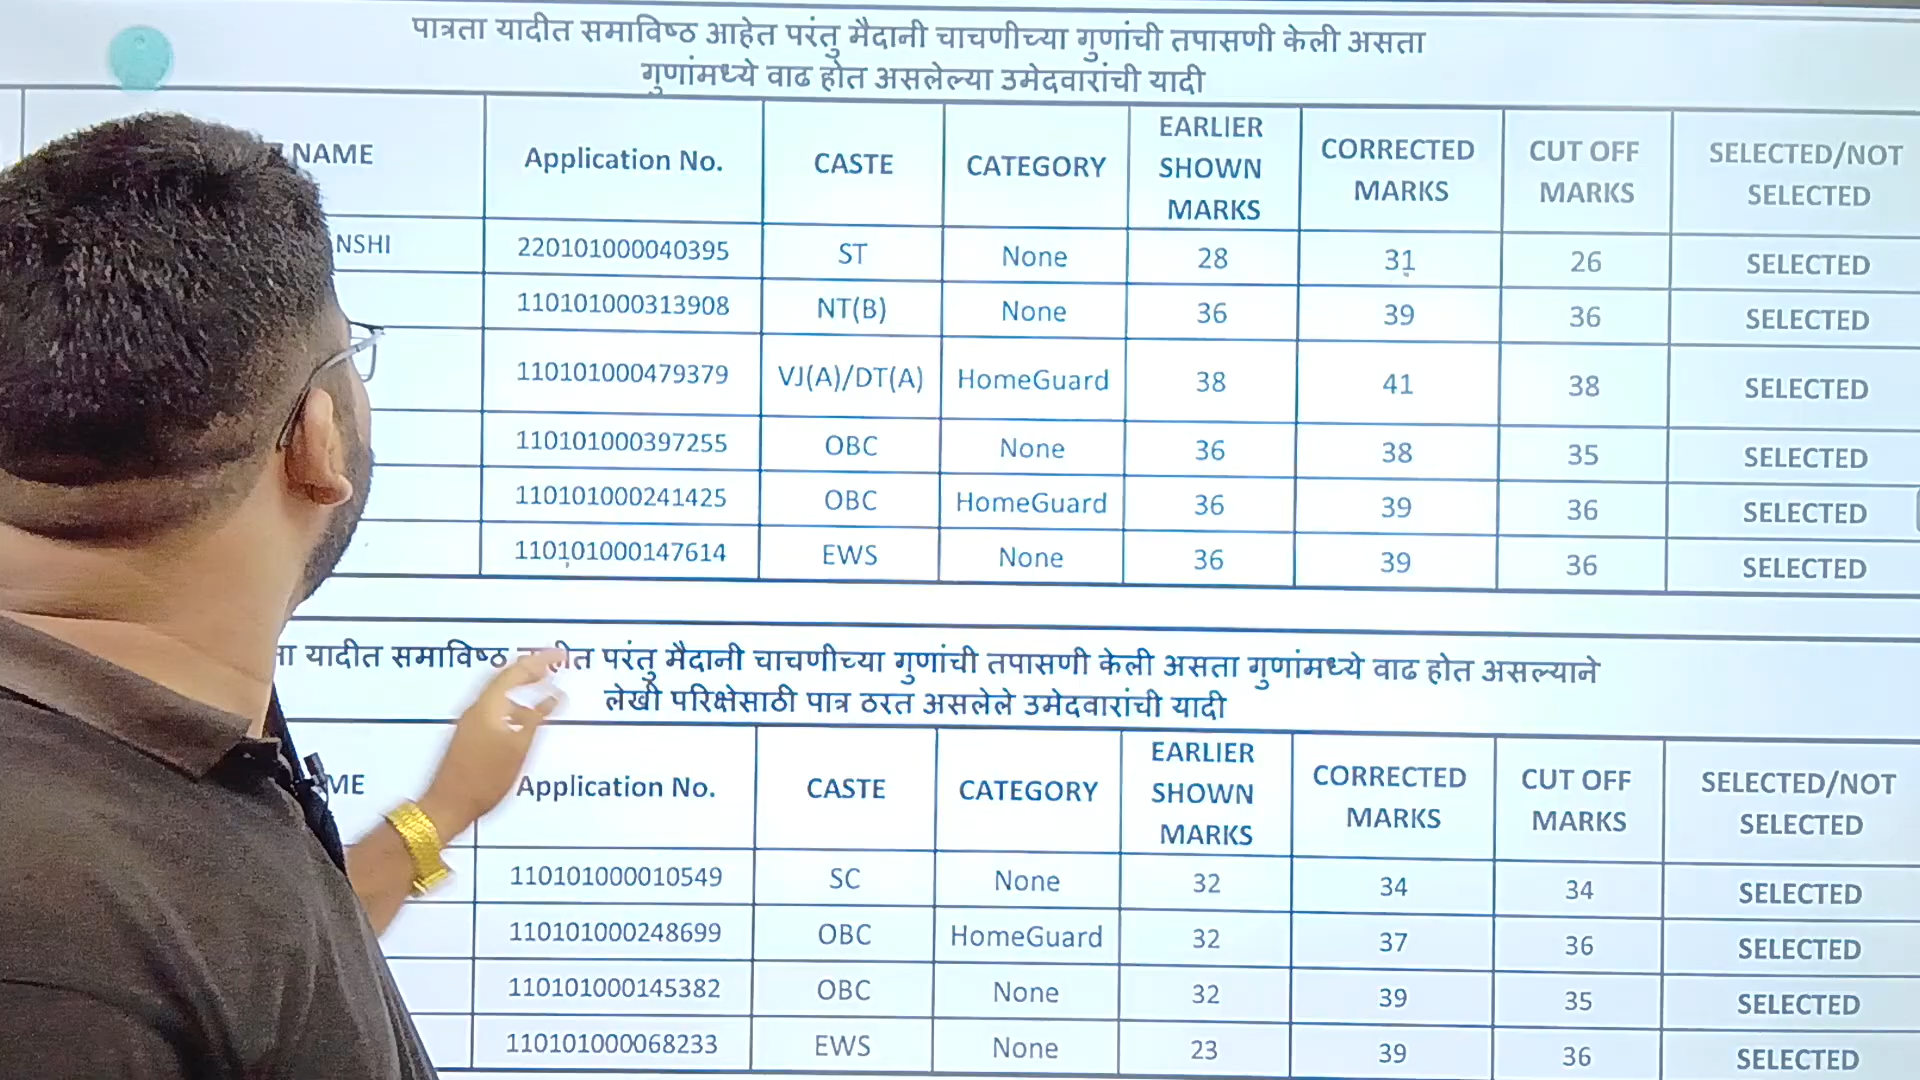 पात्रता यादीत समाविष्ठ आहेत परंतु मैदानी चाचणीच्या गुणांची तपासणी केली असता
गुणांमध्ये वाढ होत असलेल्या उमेदवारांची यादी
NAME Application No. CASTE CATEGORY EARLIER SHOWN MARKS CORRECTED MARKS CUT OFF MARKS SELECTED/NOT SELECTED
220101000040395 ST None 28 31 26 SELECTED
110101000313908 NT(B) None 36 39 36 SELECTED
110101000479379 VJ(A)/DT(A) HomeGuard 38 41 38 SELECTED
110101000397255 OBC None 36 38 35 SELECTED
110101000241425 OBC HomeGuard 36 39 36 SELECTED
110101000147614 EWS None 36 39 36 SELECTED
यादीत समाविष्ठ परंतु मैदानी चाचणीच्या गुणांची तपासणी केली असता गुणांमध्ये वाढ होत असल्याने
लेखी परिक्षेसाठी पात्र ठरत असलेले उमेदवारांची यादी
Application No. CASTE CATEGORY EARLIER SHOWN MARKS CORRECTED MARKS CUT OFF MARKS SELECTED/NOT SELECTED
110101000010549 SC None 32 34 34 SELECTED
110101000248699 OBC HomeGuard 32 37 36 SELECTED
110101000145382 OBC None 32 39 35 SELECTED
110101000068233 EWS None 23 39 36 SELECTED